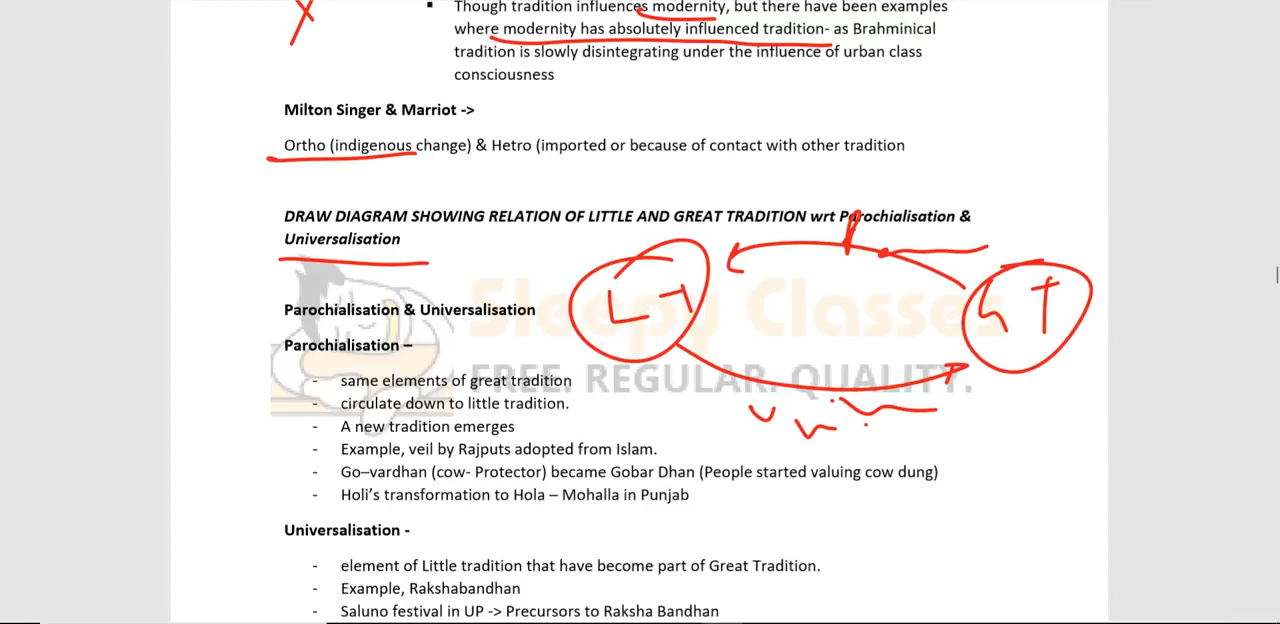 ▪ Though tradition influences modernity, but there have been examples
where modernity has absolutely influenced tradition- as Brahminical
tradition is slowly disintegrating under the influence of urban class
consciousness
Milton Singer & Marriot ->
Ortho (indigenous change) & Hetro (imported or because of contact with other tradition
DRAW DIAGRAM SHOWING RELATION OF LITTLE AND GREAT TRADITION wrt Parochialisation &
Universalisation
P
LT
GT
Sleepy Classes
Parochialisation & Universalisation
Parochialisation –
FREE. REGULAR. QUALITY.
- same elements of great tradition
- circulate down to little tradition.
- A new tradition emerges
- Example, veil by Rajputs adopted from Islam.
- Go–vardhan (cow- Protector) became Gobar Dhan (People started valuing cow dung)
- Holi's transformation to Hola – Mohalla in Punjab
Universalisation -
- element of Little tradition that have become part of Great Tradition.
- Example, Rakshabandhan
- Saluno festival in UP -> Precursors to Raksha Bandhan